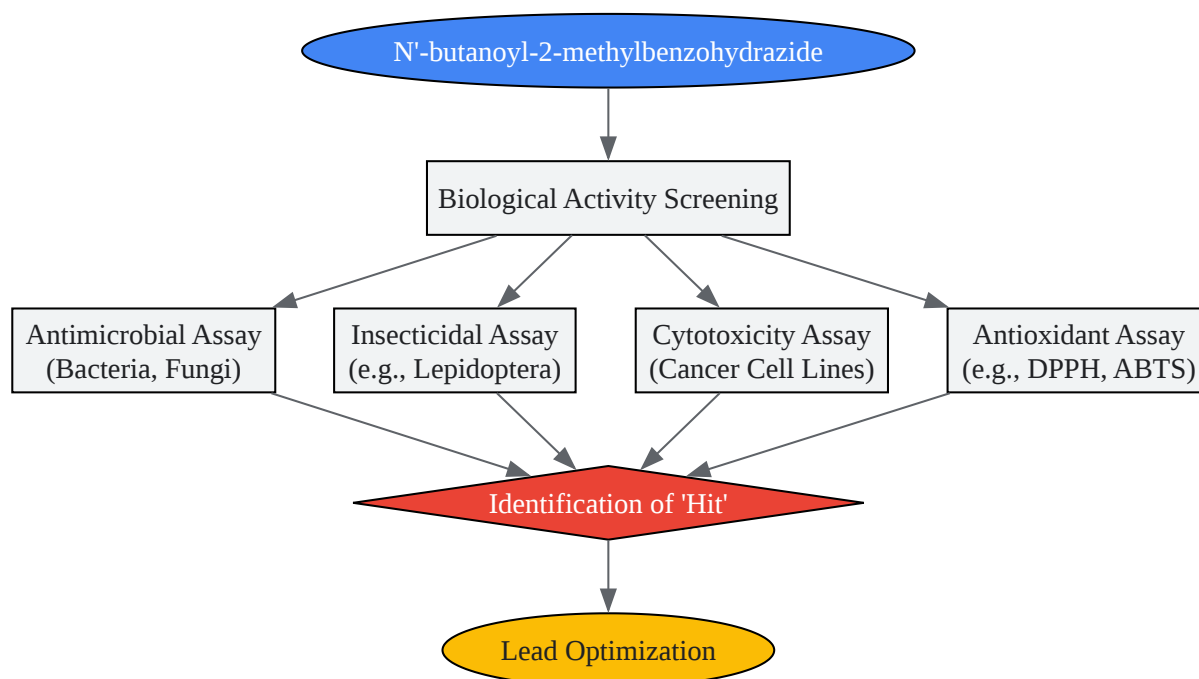 N'-butanoyl-2-methylbenzohydrazide
Biological Activity Screening
Antimicrobial Assay
(Bacteria, Fungi)
Insecticidal Assay
(e.g., Lepidoptera)
Cytotoxicity Assay
(Cancer Cell Lines)
Antioxidant Assay
(e.g., DPPH, ABTS)
Identification of 'Hit'
Lead Optimization